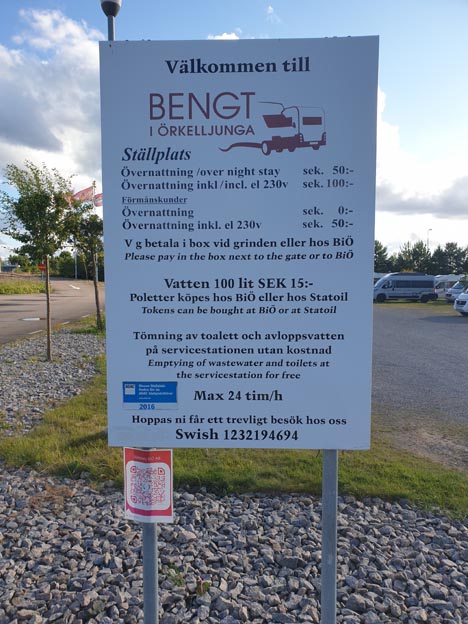 Välkommen till
BENGT
I ÖRKELLJUNGA
Ställplats
Övernattning /over night stay sek. 50:-
Övernattning inkl/incl. el 230v sek. 100:-
Förmånskunder
Övernattning sek. 0:-
Övernattning inkl. el 230v sek. 50:-
V g betala i box vid grinden eller hos BiÖ
Please pay in the box next to the gate or to BiÖ
Vatten 100 lit SEK 15:-
Poletter köpes hos BiÖ eller hos Statoil
Tokens can be bought at BiÖ or at Statoil
Tömning av toalett och avloppsvatten
på servicestationen utan kostnad
Emptying of wastewater and toilets at
the servicestation for free
2016
Max 24 tim/h
Hoppas ni får ett trevligt besök hos oss
Swish 1232194694